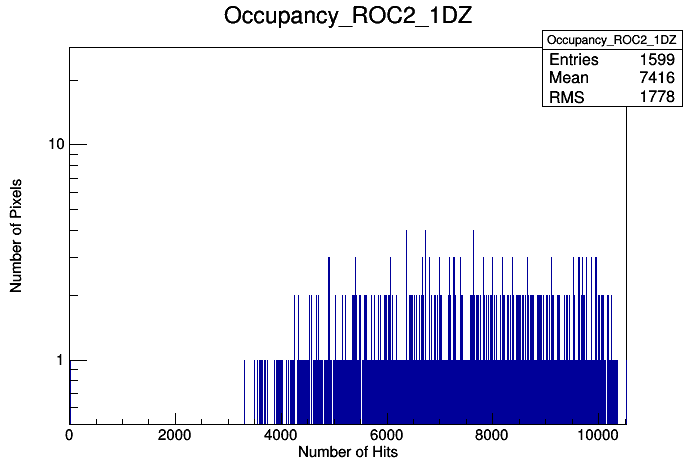 Occupancy_ROC2_1DZ
Occupancy_ROC2_1DZ
Entries 1599
Mean 7416
RMS 1778
Number of Pixels
10
1
0 2000 4000 6000 8000 10000
Number of Hits